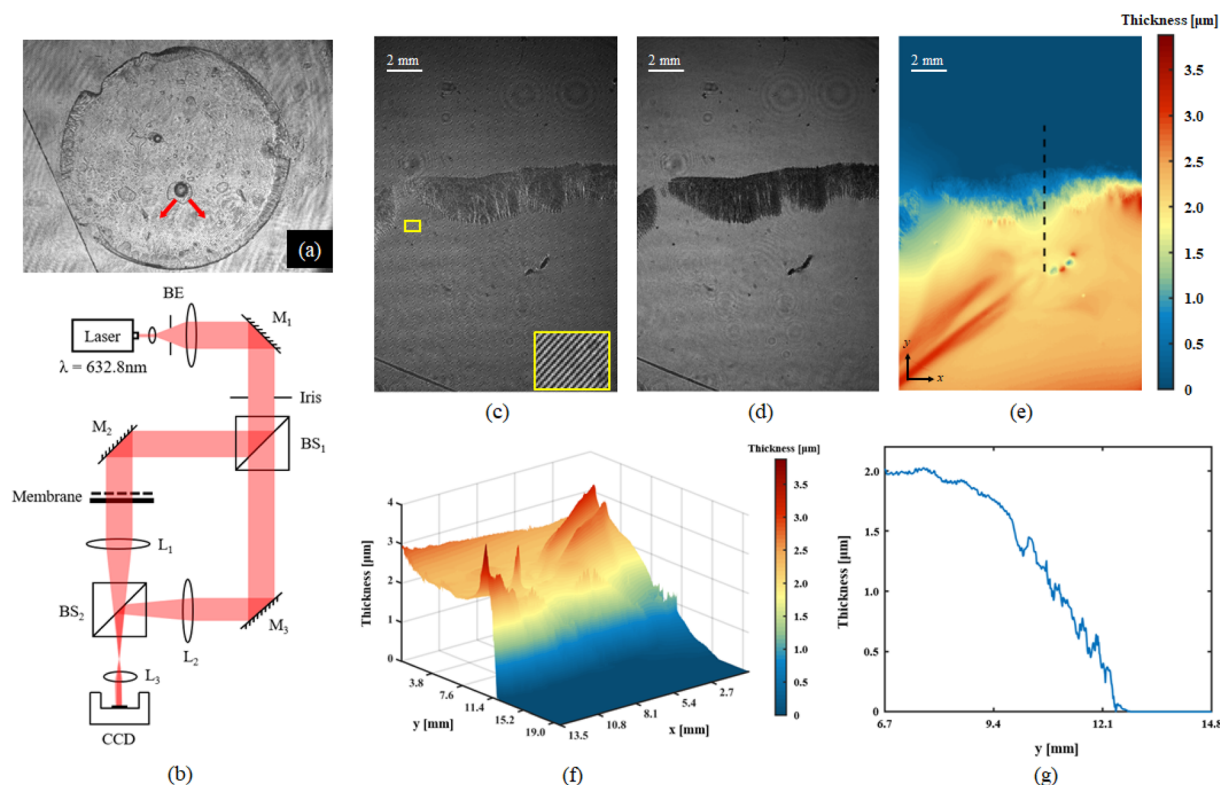 (a)
BE
M1
Laser
λ = 632.8nm
Iris
M2
BS1
Membrane
L1
BS2
L2
M3
L3
CCD
(b)
2 mm
(c)
2 mm
(d)
Thickness [μm]
2 mm
y
x
3.5
3.0
2.5
2.0
1.5
1.0
0.5
0
(e)
Thickness [μm]
4
3
2
1
0
Thickness [μm]
3.8
7.6
11.4
15.2
19.0
y [mm]
13.5
10.8
8.1
5.4
2.7
x [mm]
Thickness [μm]
3.5
3.0
2.5
2.0
1.5
1.0
0.5
0
(f)
Thickness [μm]
2.0
1.5
1.0
0.5
0
6.7
9.4
12.1
14.8
y [mm]
(g)